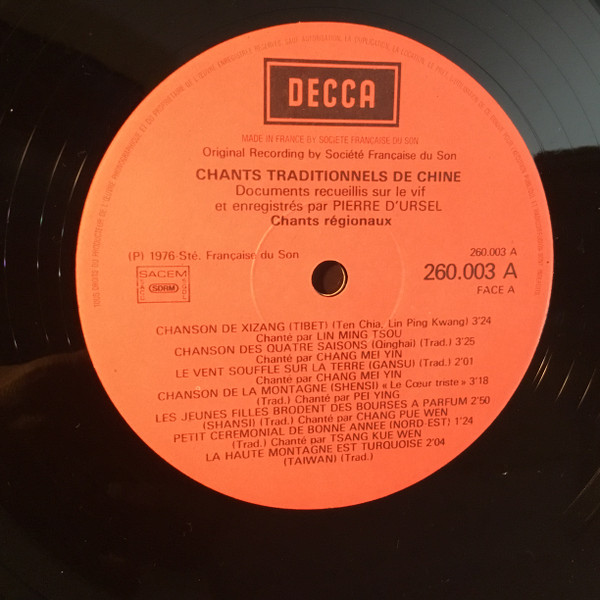 DECCA
MADE IN FRANCE BY SOCIÉTÉ FRANÇAISE DU SON
Original Recording by Société Française du Son
CHANTS TRADITIONNELS DE CHINE
Documents recueillis sur le vif
et enregistrés par PIERRE D'URSEL
Chants régionaux
(P) 1976 Sté. Française du Son
260.003 A
SACEM
SDRM
260.003 A
FACE A
CHANSON DE XIZANG (TIBET) (Ten Chia, Lin Ping Kwang) 3'24
Chanté par LIN MING TSOU
CHANSON DES QUATRE SAISONS (Qinghai) (Trad.) 3'25
Chanté par CHANG MEI YIN
LE VENT SOUFFLE SUR LA TERRE (GANSU) (Trad.) 2'01
Chanté par CHANG MEI YIN
CHANSON DE LA MONTAGNE (SHENSI) « Le Cœur triste » 3'18
(Trad.) Chanté par PEI YING
LES JEUNES FILLES BRODENT DES BOURSES A PARFUM 2'50
(SHANSI) (Trad.) Chanté par CHANG PUE WEN
PETIT CEREMONIAL DE BONNE ANNEE (NORD EST) 1'24
(Trad.) Chanté par TSANG KUE WEN
LA HAUTE MONTAGNE EST TURQUOISE 2'04
(TAIWAN) (Trad.)